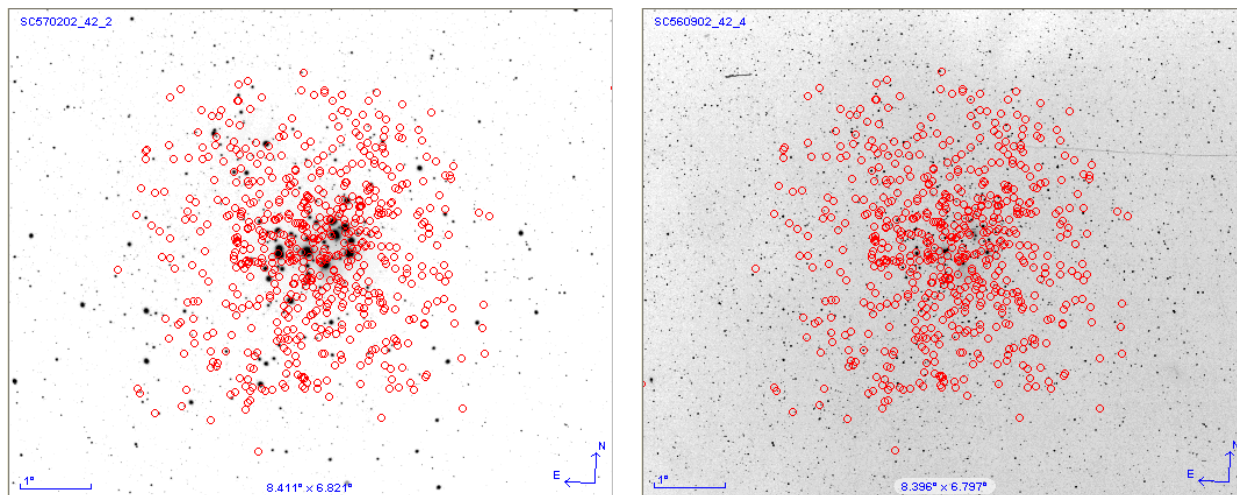 SC570202_42_2
1°
8.411° x 6.821°
N
E
SC560902_42_4
1°
8.396° x 6.797°
N
E